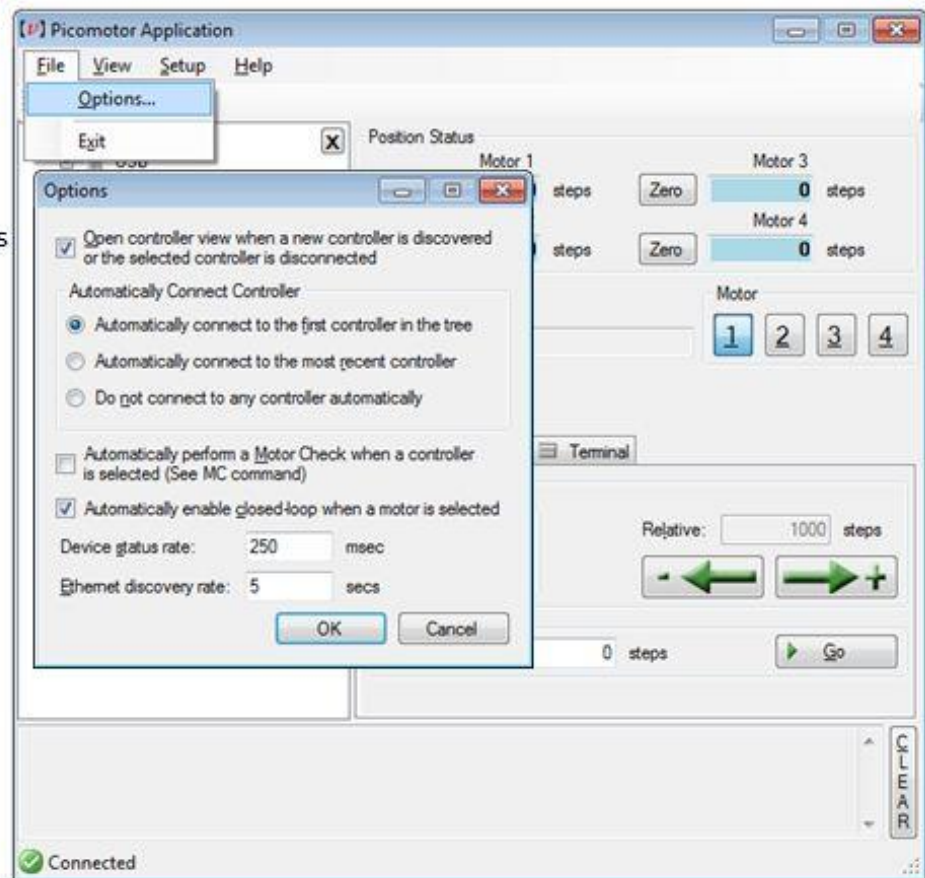 [ν] Picomotor Application
File View Setup Help
Options...
Exit
X
USB
Position Status
Motor 1
Motor 3
steps
Zero
0 steps
Motor 4
steps
Zero
0 steps
Motor
1 2 3 4
Options
5
Open controller view when a new controller is discovered
or the selected controller is disconnected
Automatically Connect Controller
Automatically connect to the first controller in the tree
Automatically connect to the most recent controller
Do not connect to any controller automatically
Automatically perform a Motor Check when a controller
is selected (See MC command)
Automatically enable closed-loop when a motor is selected
Device status rate: 250 msec
Ethernet discovery rate: 5 secs
OK Cancel
Terminal
Relative: 1000 steps
- +
0 steps
Go
CLEAR
Connected